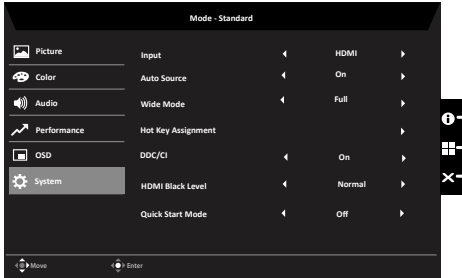 Mode - Standard
Picture
Color
Audio
Performance
OSD
System
Input HDMI
Auto Source On
Wide Mode Full
Hot Key Assignment
DDC/CI On
HDMI Black Level Normal
Quick Start Mode Off
Move Enter